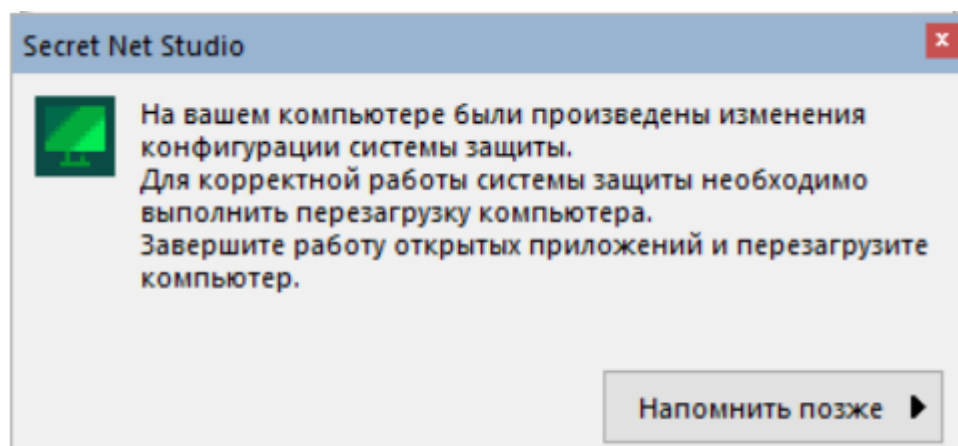 Secret Net Studio
На вашем компьютере были произведены изменения
конфигурации системы защиты.
Для корректной работы системы защиты необходимо
выполнить перезагрузку компьютера.
Завершите работу открытых приложений и перезагрузите
компьютер.
Напомнить позже